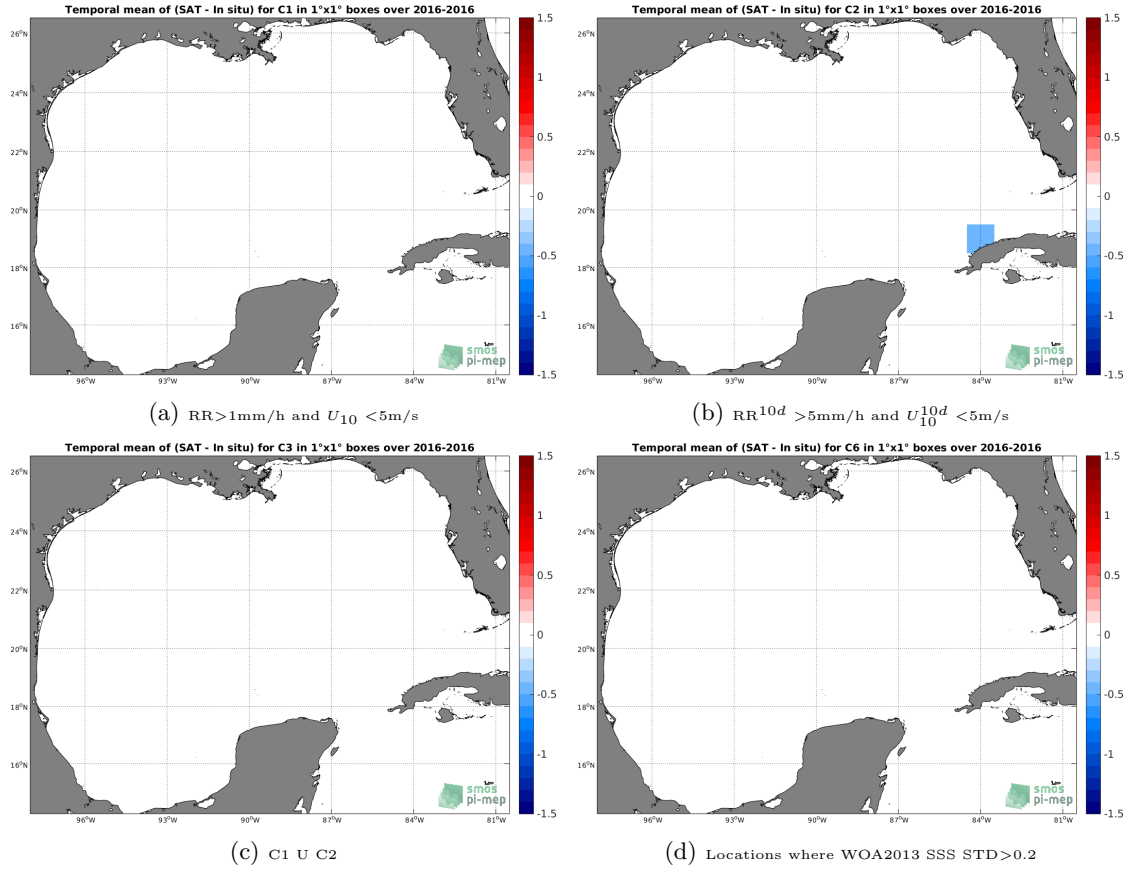 Temporal mean of (SAT - In situ) for C1 in 1°x1° boxes over 2016-2016
26°N
24°N
22°N
20°N
18°N
16°N
96°W 93°W 90°W 87°W 84°W 81°W
1.5
1
0.5
0
-0.5
-1
-1.5
smos
pi-mep
(a) RR>1mm/h and U10 <5m/s
Temporal mean of (SAT - In situ) for C2 in 1°x1° boxes over 2016-2016
26°N
24°N
22°N
20°N
18°N
16°N
96°W 93°W 90°W 87°W 84°W 81°W
1.5
1
0.5
0
-0.5
-1
-1.5
smos
pi-mep
(b) RR10d >5mm/h and U10d10 <5m/s
Temporal mean of (SAT - In situ) for C3 in 1°x1° boxes over 2016-2016
26°N
24°N
22°N
20°N
18°N
16°N
96°W 93°W 90°W 87°W 84°W 81°W
1.5
1
0.5
0
-0.5
-1
-1.5
smos
pi-mep
(c) C1 U C2
Temporal mean of (SAT - In situ) for C6 in 1°x1° boxes over 2016-2016
26°N
24°N
22°N
20°N
18°N
16°N
96°W 93°W 90°W 87°W 84°W 81°W
1.5
1
0.5
0
-0.5
-1
-1.5
smos
pi-mep
(d) Locations where WOA2013 SSS STD>0.2